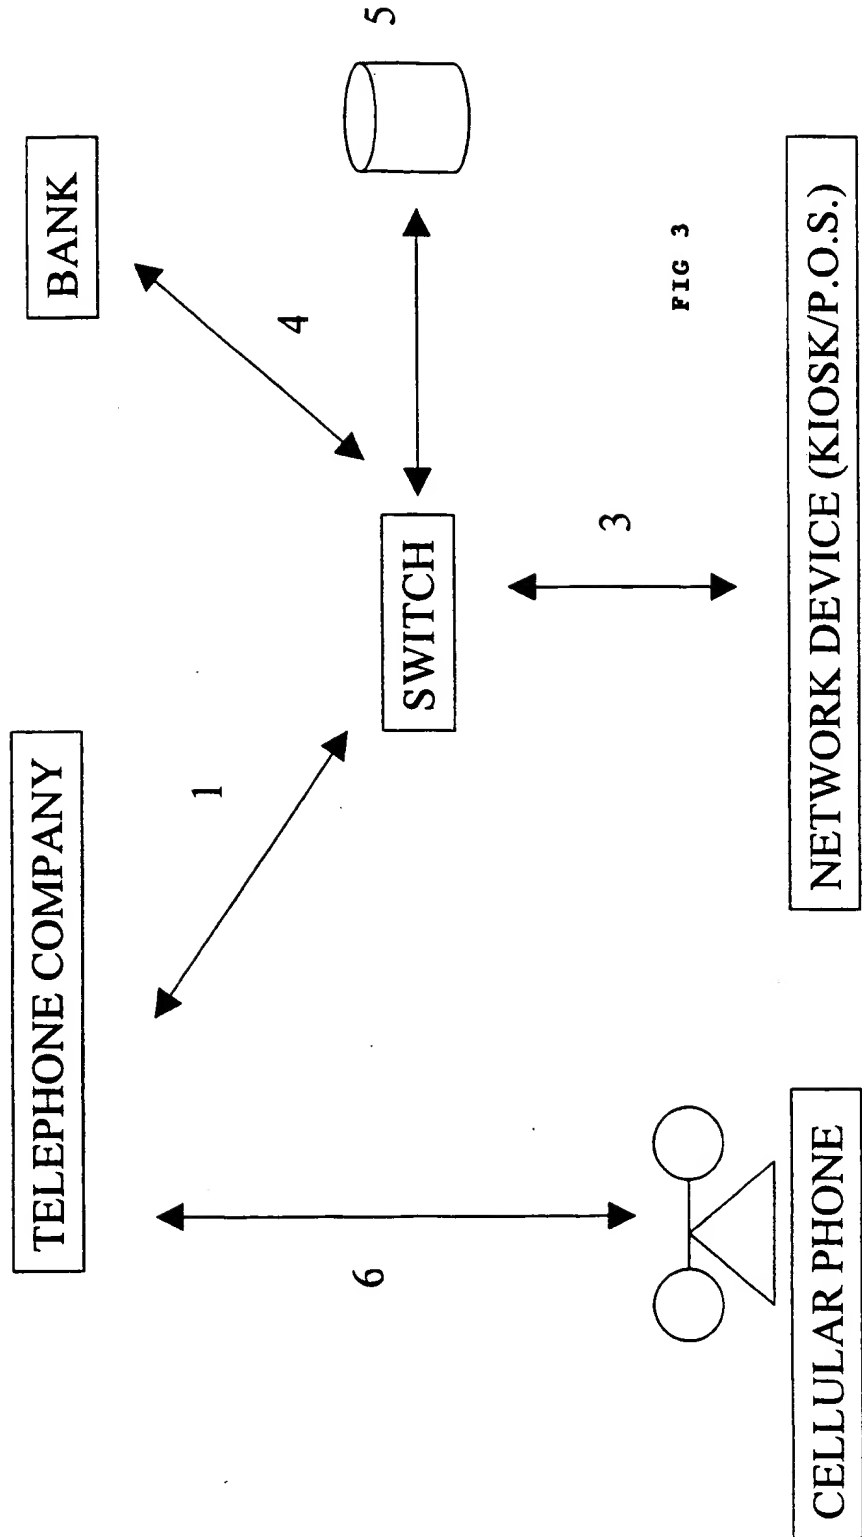 TELEPHONE COMPANY
BANK
1
4
5
6
SWITCH
3
FIG 3
CELLULAR PHONE
NETWORK DEVICE (KIOSK/P.O.S.)